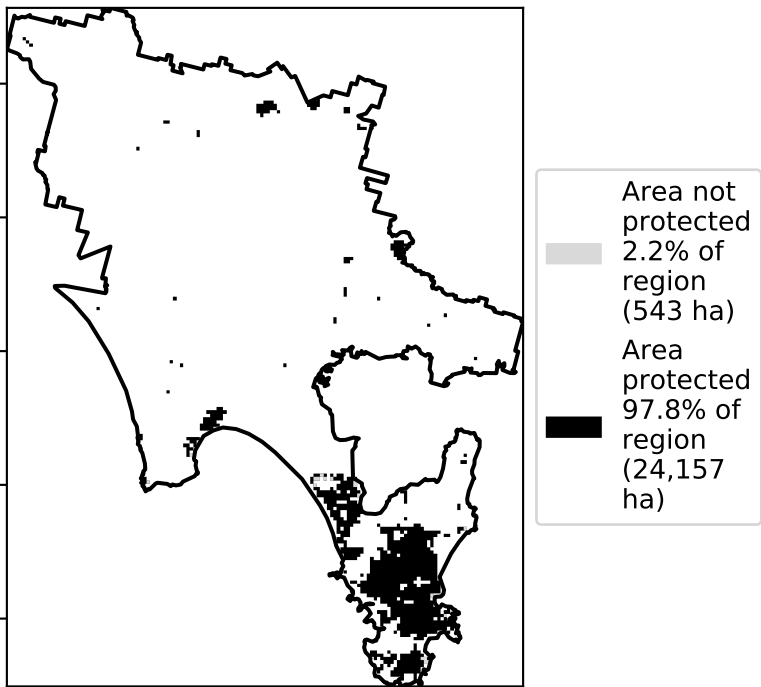 Area not
protected
2.2% of
region
(543 ha)
Area
protected
97.8% of
region
(24,157
ha)